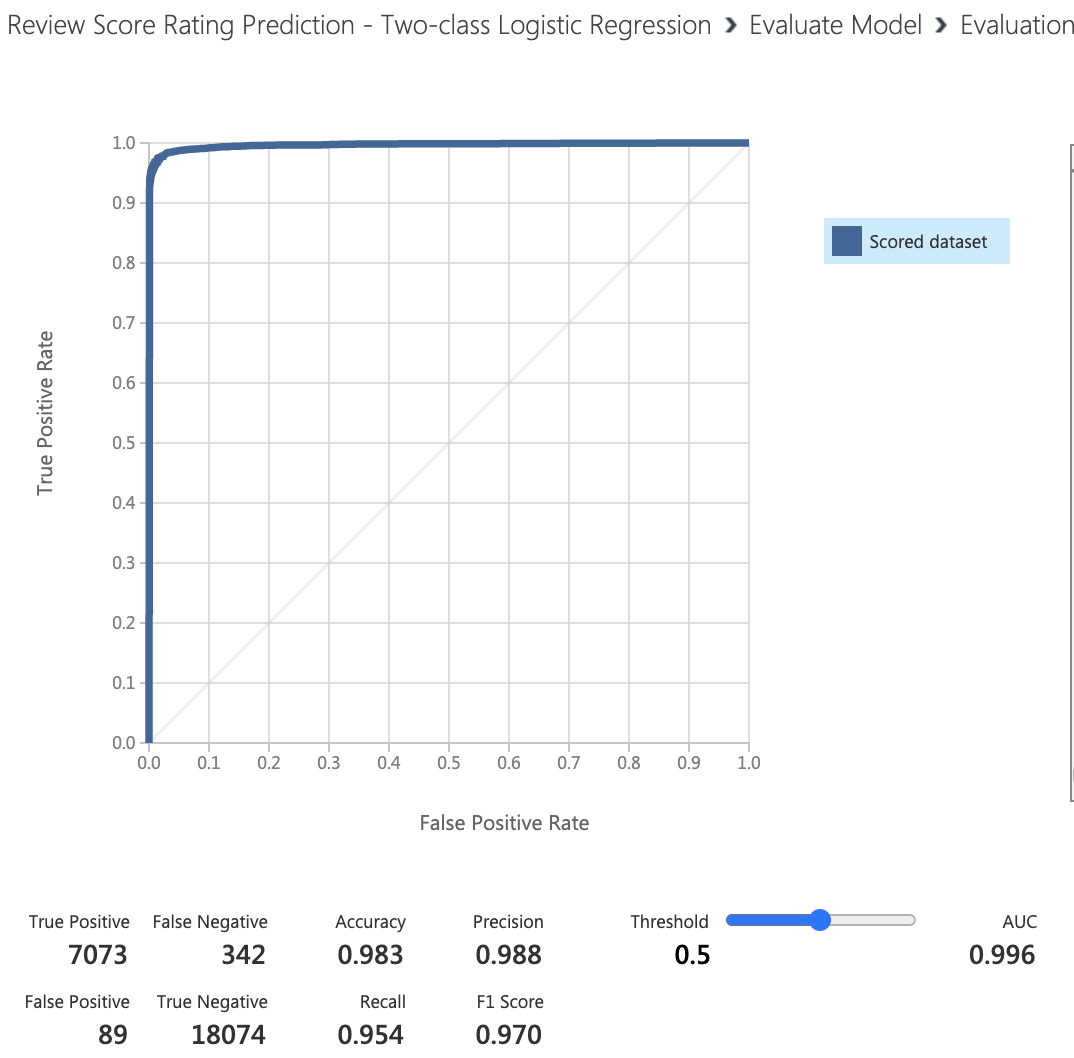 Review Score Rating Prediction - Two-class Logistic Regression › Evaluate Model › Evaluation
1.0
0.9
0.8
0.7
0.6
0.5
0.4
0.3
0.2
0.1
0.0
True Positive Rate
0.0 0.1 0.2 0.3 0.4 0.5 0.6 0.7 0.8 0.9 1.0
False Positive Rate
Scored dataset
True Positive False Negative Accuracy Precision Threshold AUC
7073 342 0.983 0.988 0.5 0.996
False Positive True Negative Recall F1 Score
89 18074 0.954 0.970